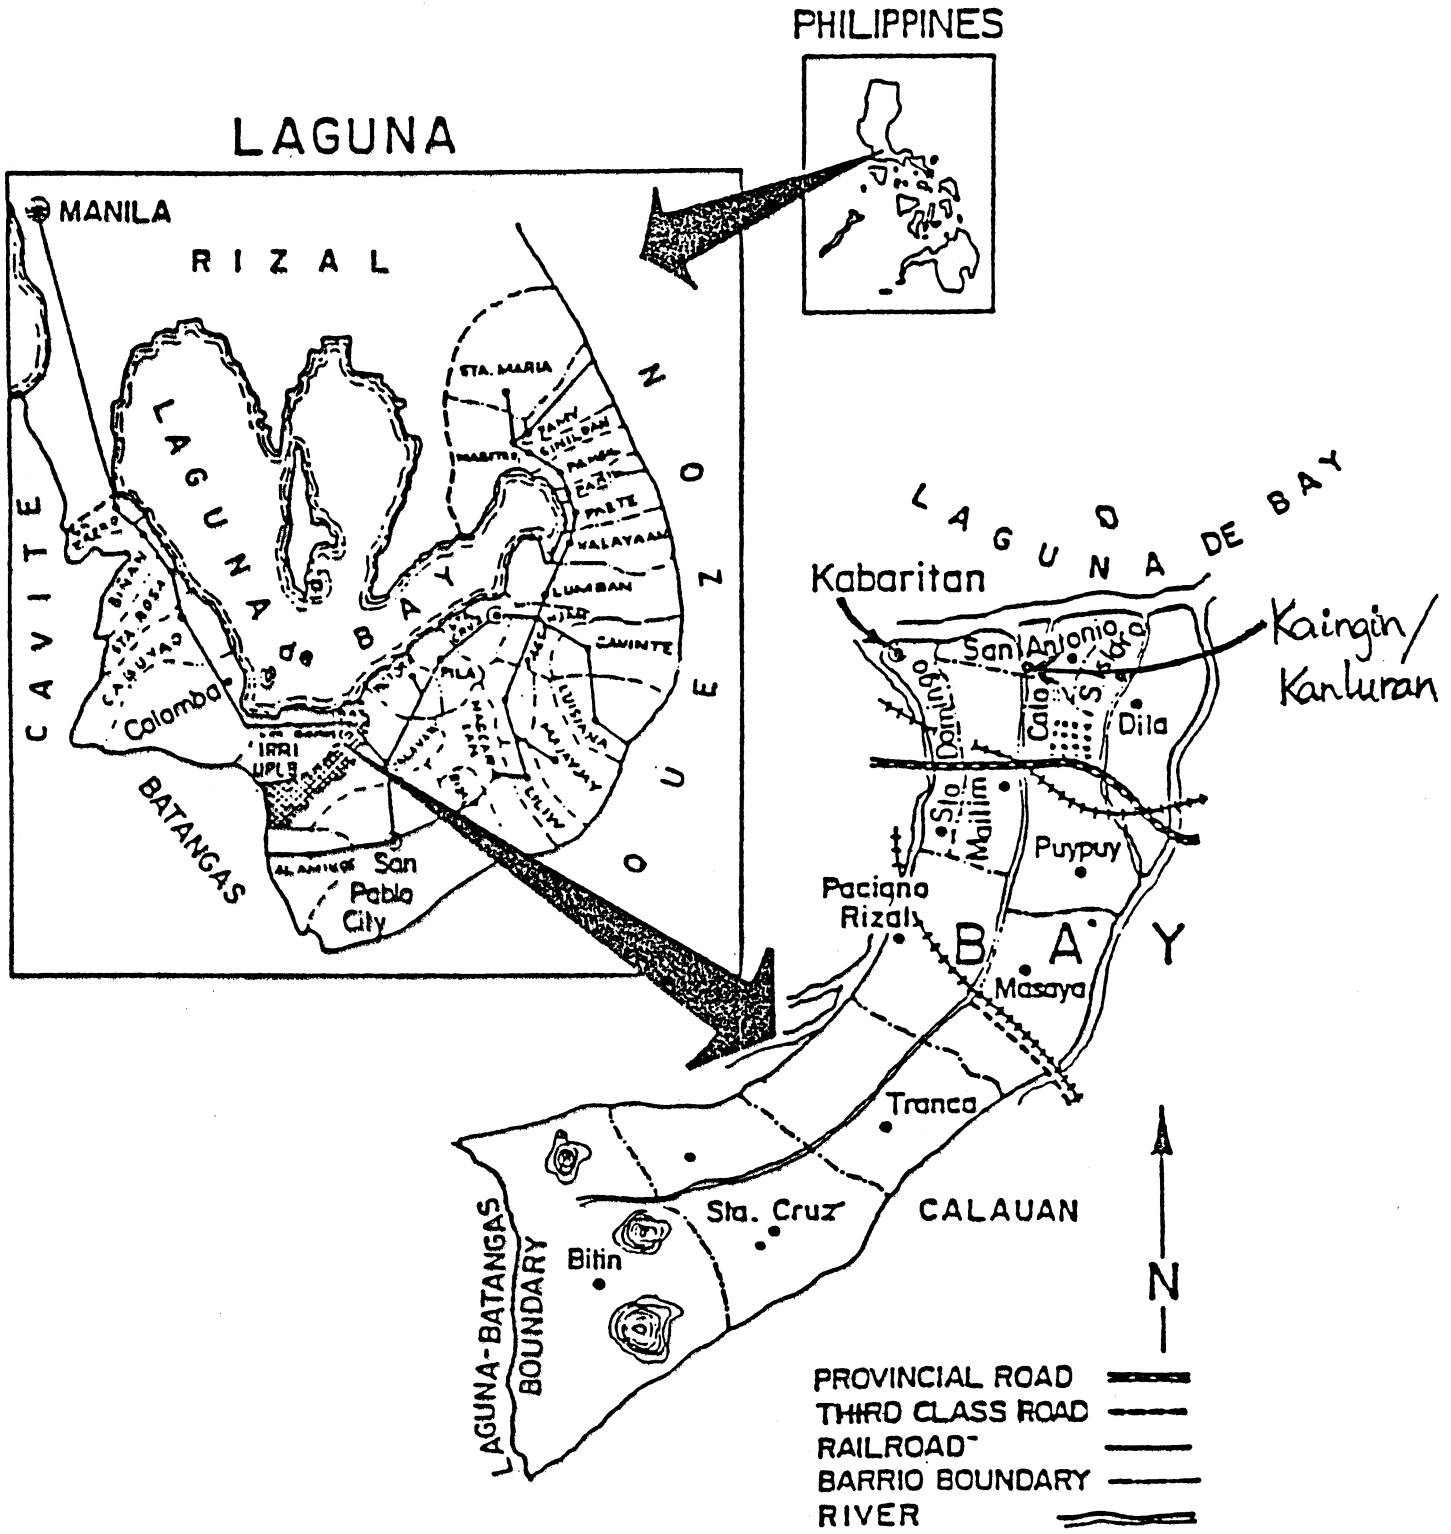 PHILIPPINES
LAGUNA
MANILA
RIZAL
LAGUNA
de
BAY
CAVITE
QUEZON
STA. MARIA
PAETE
KALAYAAN
LUMBAN
CAVINTE
PILA
LUISIANA
MAJAYJAY
LILIW
BINAN
STA ROSA
CABUYAO
Calamba
IRRI
UPLB
BATANGAS
ALAMINOS
San
Pablo
City
LAGUNA DE BAY
Kabaritan
Kaingin/
Kanluran
San Antonio
Sto Domingo
Calo
Dila
Maitim
Puypuy
Paciano
Rizal
BAY
Masaya
Tranca
Sta. Cruz
CALAUAN
Bitin
LAGUNA-BATANGAS
BOUNDARY
N
PROVINCIAL ROAD
THIRD CLASS ROAD
RAILROAD
BARRIO BOUNDARY
RIVER